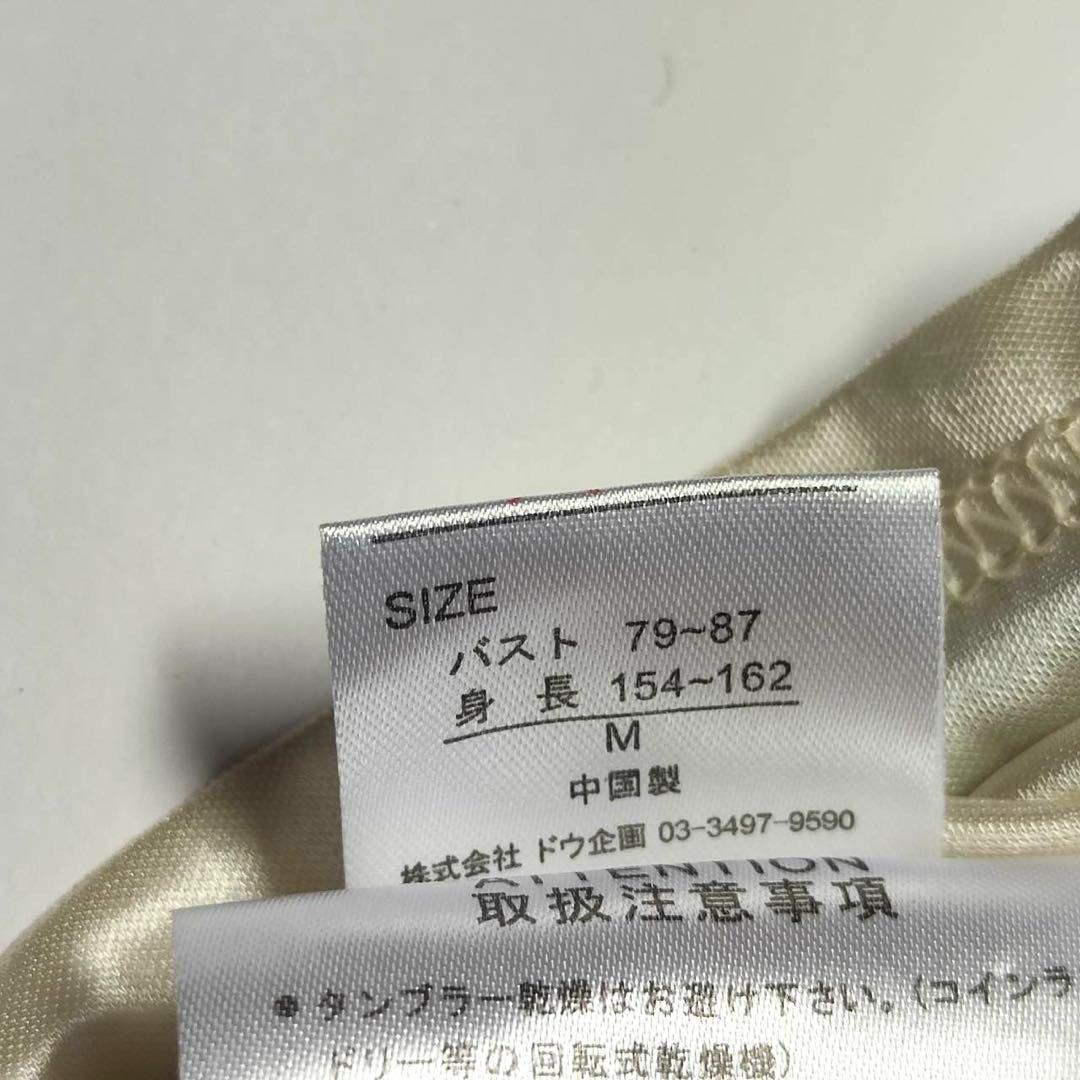 SIZE
バスト 79~87
身 長 154~162
M
中国製
株式会社 ドウ企画 03-3497-9590
ATTENTION
取扱注意事項
●タンブラー乾燥はお避け下さい。(コインラ
ドリー等の回転式乾燥機)